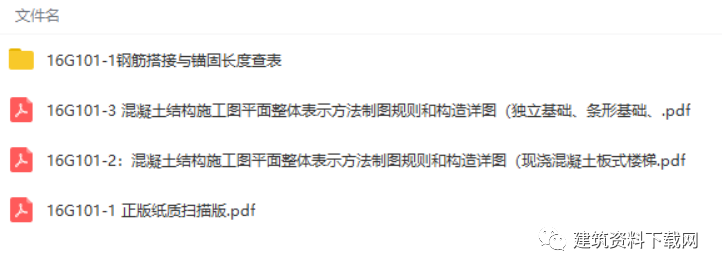 文件名
16G101-1钢筋搭接与锚固长度查表
16G101-3 混凝土结构施工图平面整体表示方法制图规则和构造详图（独立基础、条形基础、.pdf
16G101-2：混凝土结构施工图平面整体表示方法制图规则和构造详图（现浇混凝土板式楼梯.pdf
16G101-1 正版纸质扫描版.pdf
建筑资料下载网